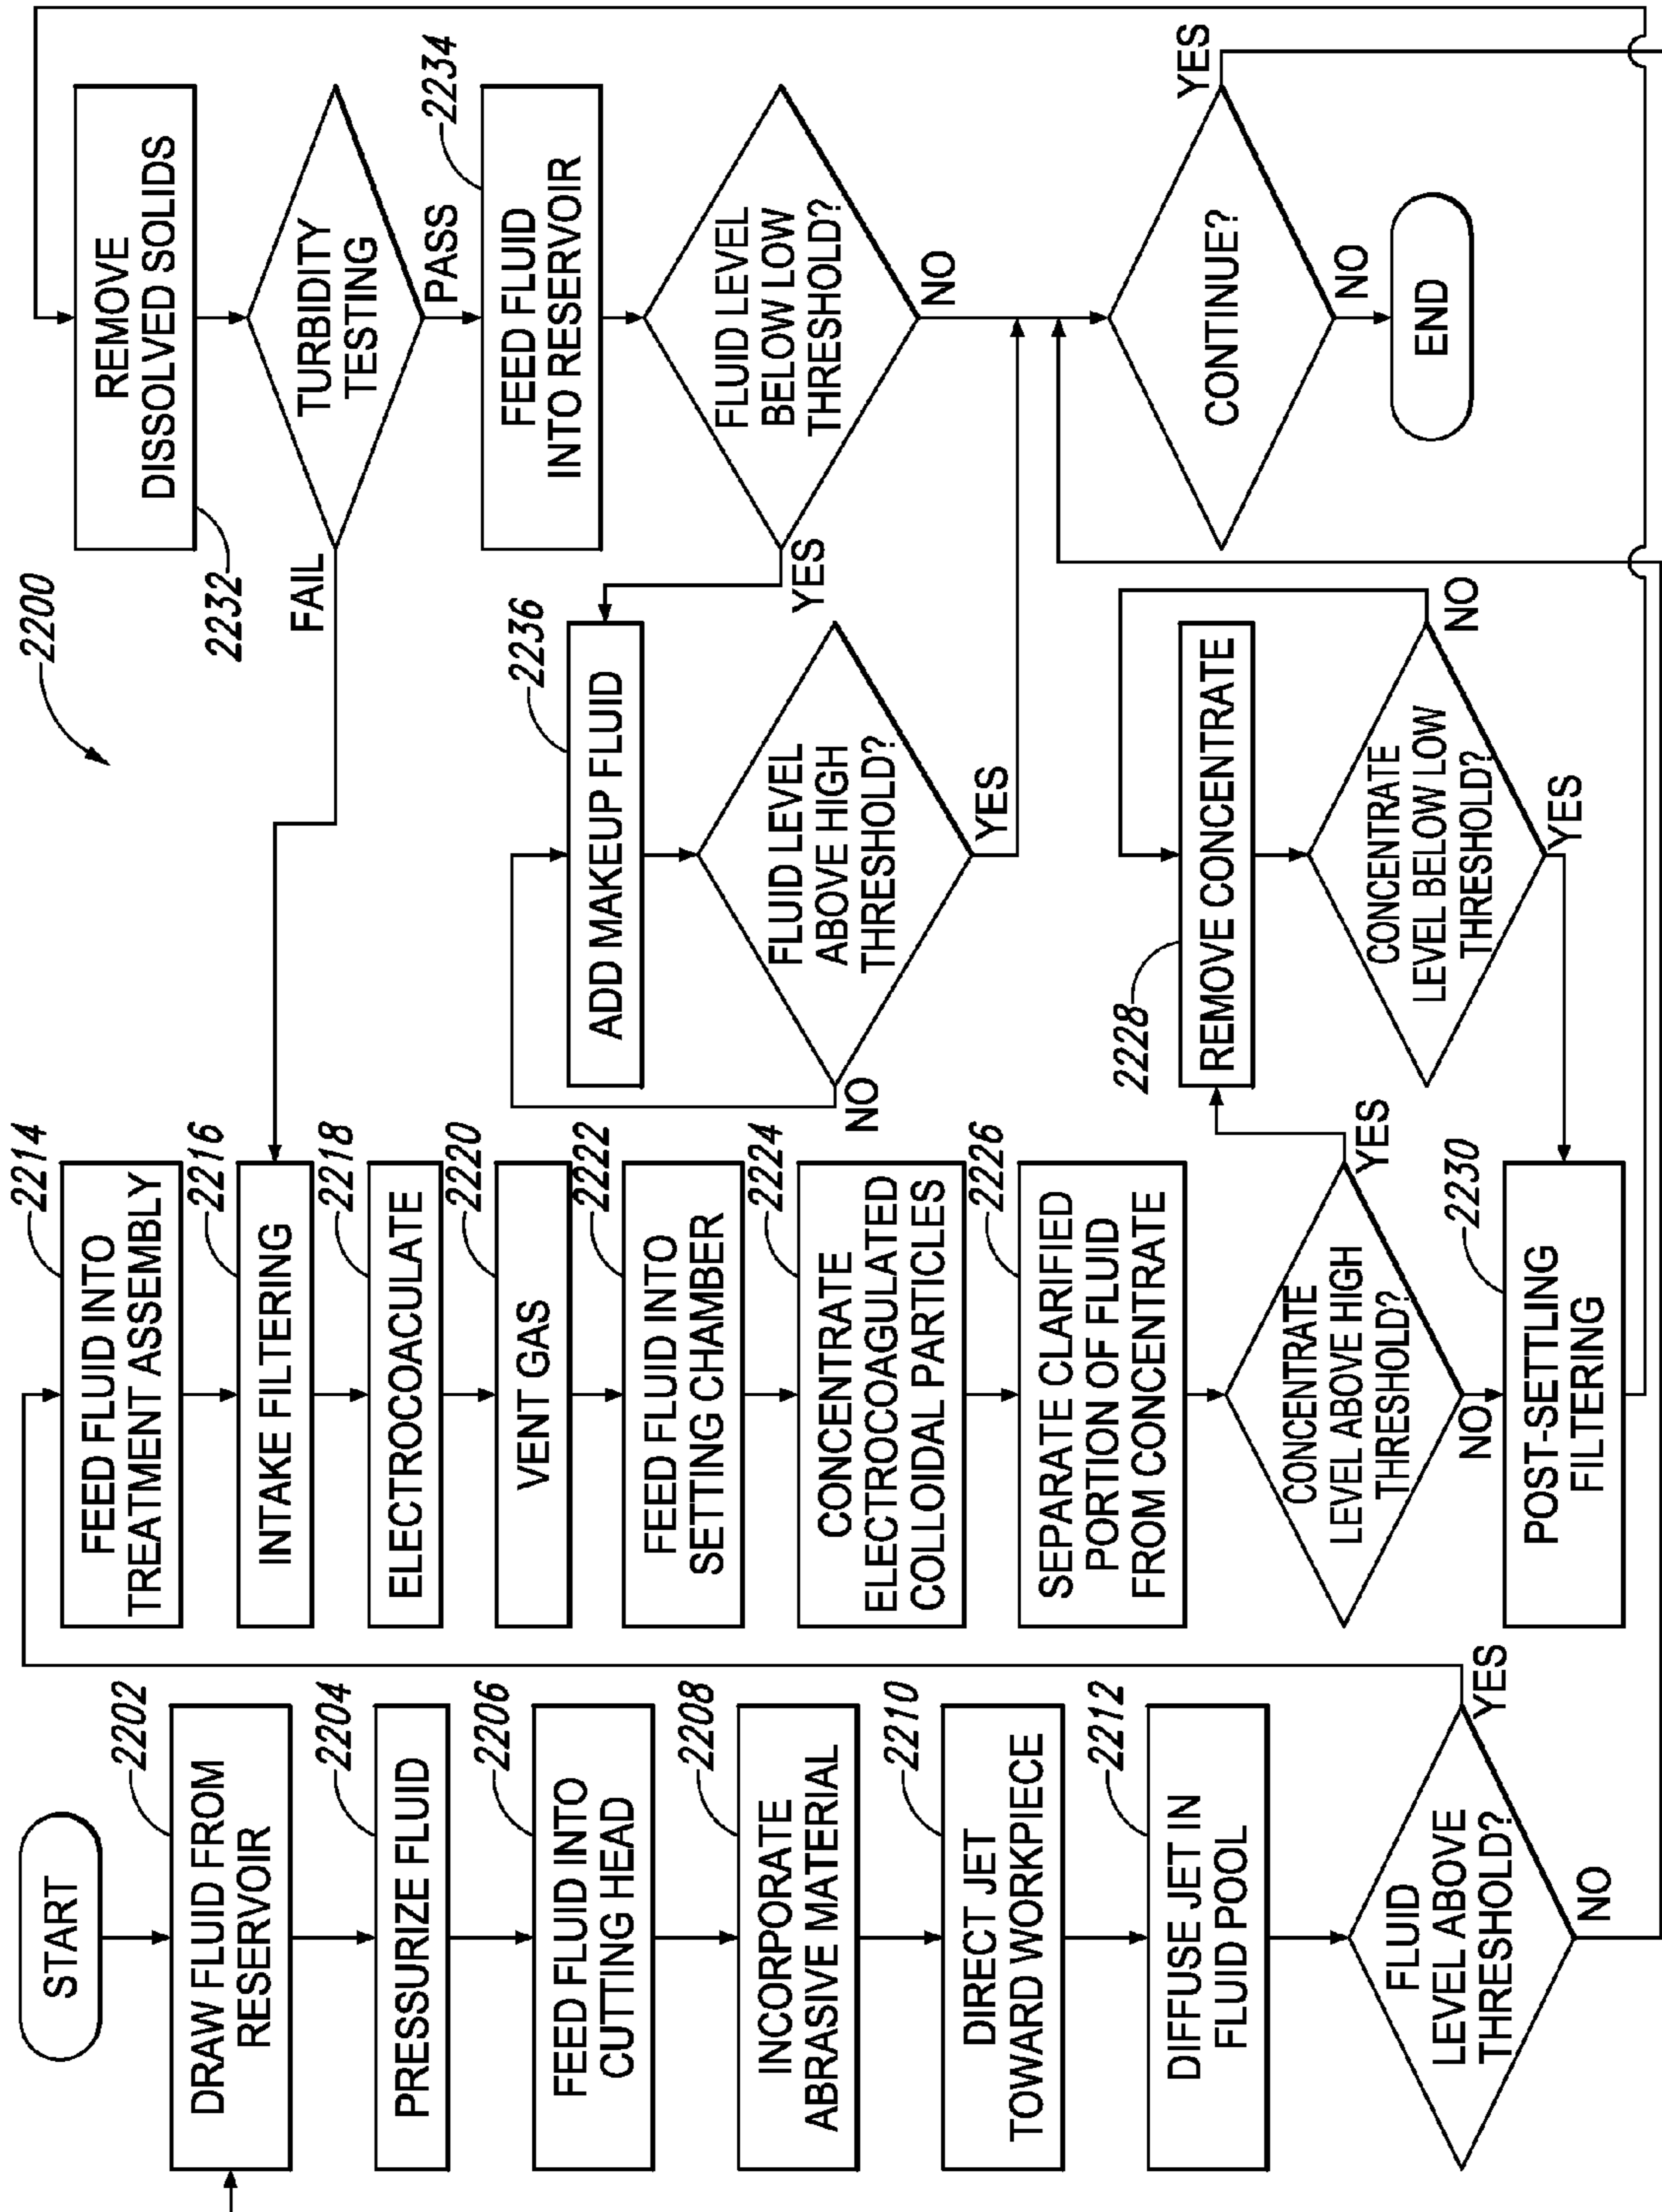 2200
START
2202
DRAW FLUID FROM
RESERVOIR
2204
PRESSURIZE FLUID
2206
FEED FLUID INTO
CUTTING HEAD
2208
INCORPORATE
ABRASIVE MATERIAL
2210
DIRECT JET
TOWARD WORKPIECE
2212
DIFFUSE JET IN
FLUID POOL
FLUID
LEVEL ABOVE
THRESHOLD?
YES
NO
2214
FEED FLUID INTO
TREATMENT ASSEMBLY
2216
INTAKE FILTERING
2218
ELECTROCOACULATE
2220
VENT GAS
2222
FEED FLUID INTO
SETTING CHAMBER
2224
CONCENTRATE
ELECTROCOAGULATED
COLLOIDAL PARTICLES
2226
SEPARATE CLARIFIED
PORTION OF FLUID
FROM CONCENTRATE
CONCENTRATE
LEVEL ABOVE HIGH
THRESHOLD?
YES
NO
2230
POST-SETTLING
FILTERING
2228
REMOVE CONCENTRATE
CONCENTRATE
LEVEL BELOW LOW
THRESHOLD?
NO
YES
2232
REMOVE
DISSOLVED SOLIDS
TURBIDITY
TESTING
FAIL
PASS
2234
FEED FLUID
INTO RESERVOIR
FLUID LEVEL
BELOW LOW
THRESHOLD?
YES
NO
2236
ADD MAKEUP FLUID
FLUID LEVEL
ABOVE HIGH
THRESHOLD?
NO
YES
CONTINUE?
YES
NO
END